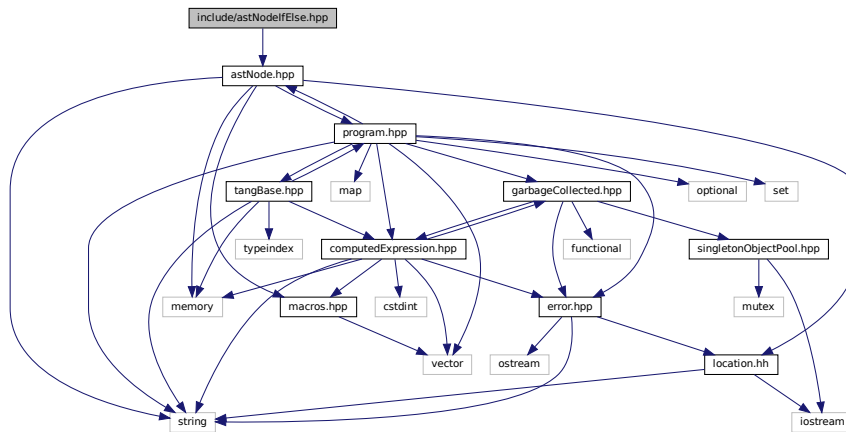 include/astNodeIfElse.hpp
astNode.hpp
program.hpp
tangBase.hpp
map
garbageCollected.hpp
optional
set
typeindex
computedExpression.hpp
functional
singletonObjectPool.hpp
memory
macros.hpp
cstdint
error.hpp
mutex
vector
ostream
location.hh
string
iostream